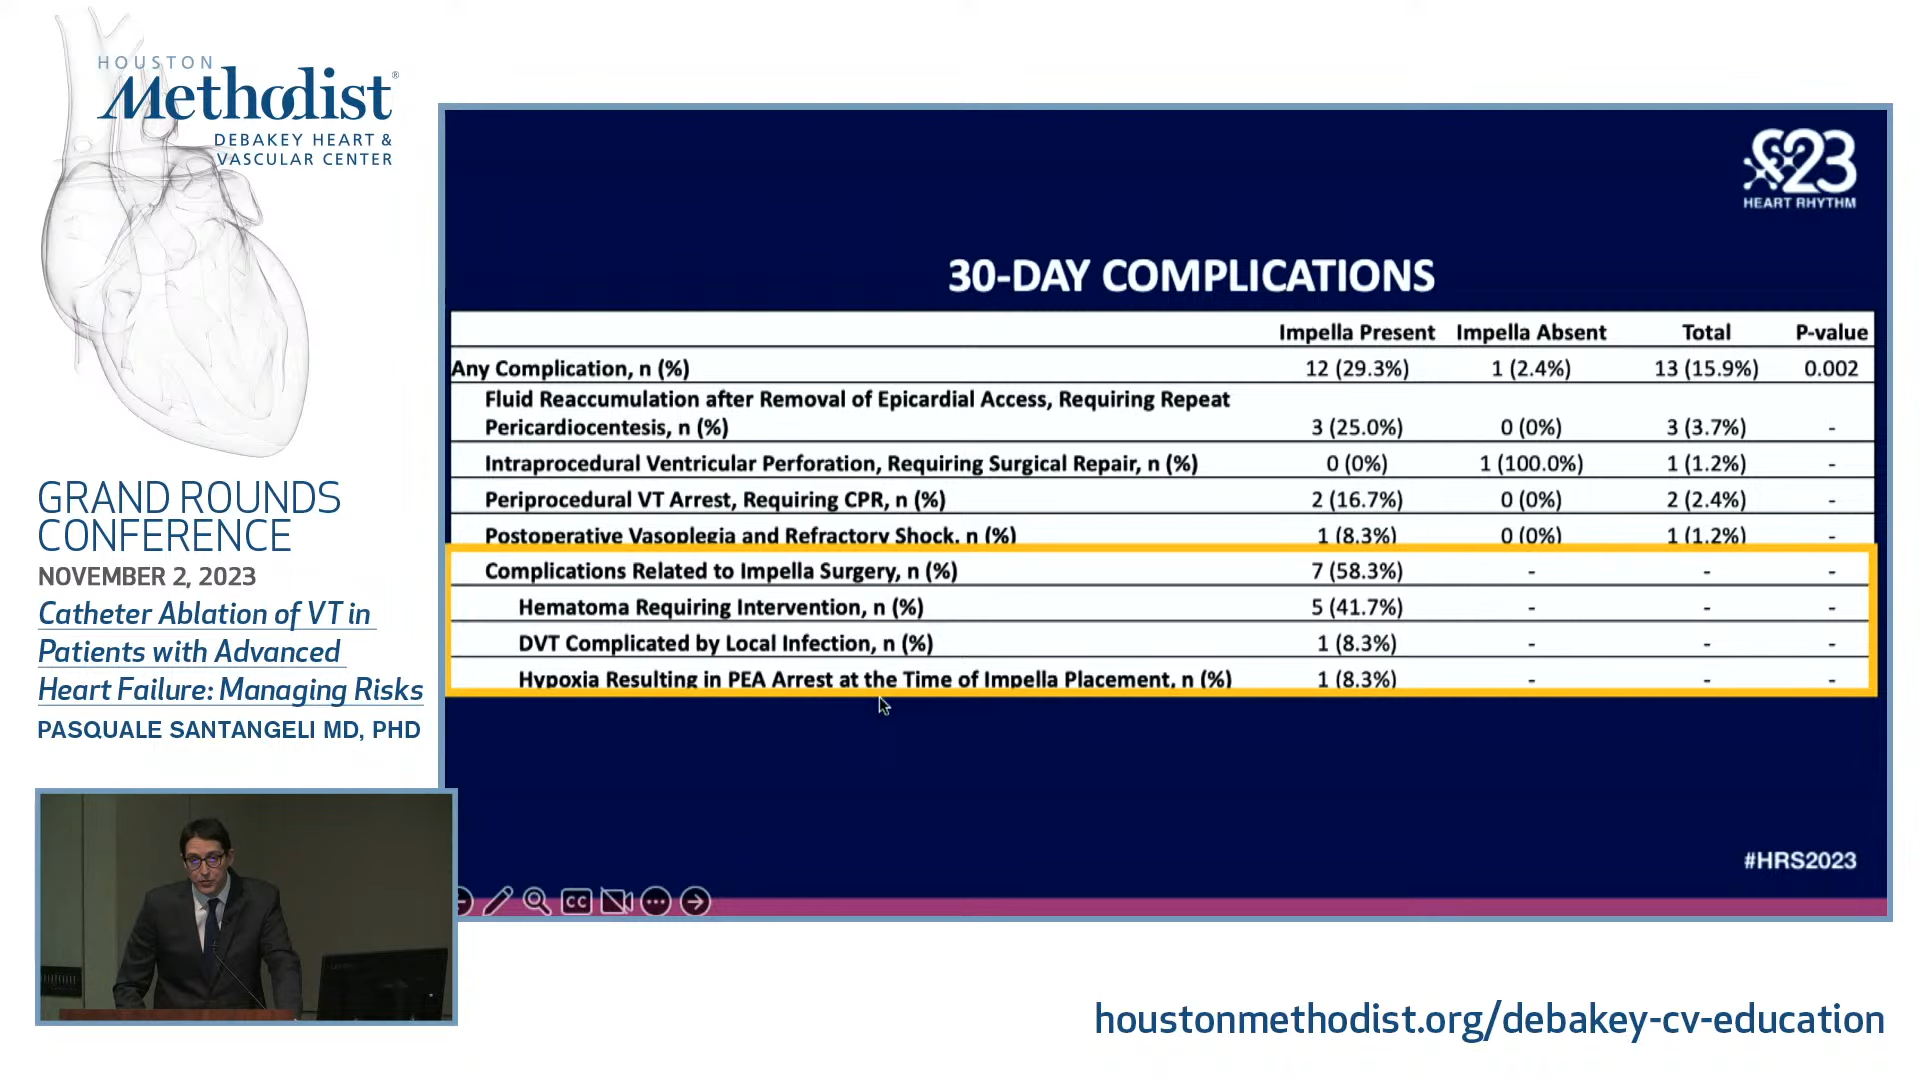 HOUSTON
Methodist®
DEBAKEY HEART &
VASCULAR CENTER
GRAND ROUNDS
CONFERENCE
NOVEMBER 2, 2023
Catheter Ablation of VT in
Patients with Advanced
Heart Failure: Managing Risks
PASQUALE SANTANGELI MD, PHD
23
HEART RHYTHM
30-DAY COMPLICATIONS
Impella Present Impella Absent Total P-value
Any Complication, n (%) 12 (29.3%) 1 (2.4%) 13 (15.9%) 0.002
Fluid Reaccumulation after Removal of Epicardial Access, Requiring Repeat
Pericardiocentesis, n (%) 3 (25.0%) 0 (0%) 3 (3.7%) -
Intraprocedural Ventricular Perforation, Requiring Surgical Repair, n (%) 0 (0%) 1 (100.0%) 1 (1.2%) -
Periprocedural VT Arrest, Requiring CPR, n (%) 2 (16.7%) 0 (0%) 2 (2.4%) -
Postoperative Vasoplegia and Refractory Shock, n (%) 1 (8.3%) 0 (0%) 1 (1.2%) -
Complications Related to Impella Surgery, n (%) 7 (58.3%) - - -
Hematoma Requiring Intervention, n (%) 5 (41.7%) - - -
DVT Complicated by Local Infection, n (%) 1 (8.3%) - - -
Hypoxia Resulting in PEA Arrest at the Time of Impella Placement, n (%) 1 (8.3%) - - -
#HRS2023
CC
houstonmethodist.org/debakey-cv-education